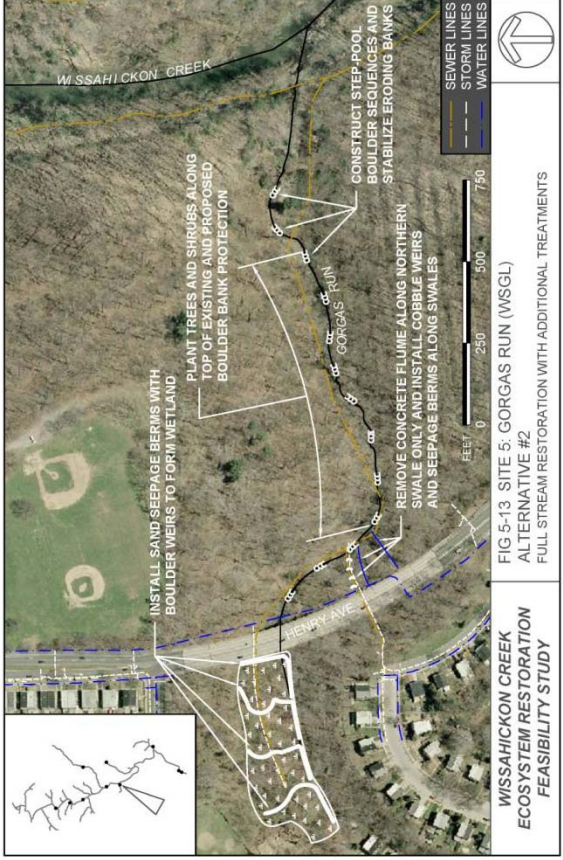 WISSAHICKON CREEK
INSTALL SAND SEEPAGE BERMS WITH
BOULDER WEIRS TO FORM WETLAND
PLANT TREES AND SHRUBS ALONG
TOP OF EXISTING AND PROPOSED
BOULDER BANK PROTECTION
CONSTRUCT STEP-POOL
BOULDER SEQUENCES AND
STABILIZE ERODING BANKS
GORGAS RUN
HENRY AVE
REMOVE CONCRETE FLUME ALONG NORTHERN
SWALE ONLY AND INSTALL COBBLE WEIRS
AND SEEPAGE BERMS ALONG SWALES
FEET
0
250
500
750
SEWER LINES
STORM LINES
WATER LINES
WISSAHICKON CREEK
ECOSYSTEM RESTORATION
FEASIBILITY STUDY
FIG 5-13 SITE 5: GORGAS RUN (WSGL)
ALTERNATIVE #2
FULL STREAM RESTORATION WITH ADDITIONAL TREATMENTS